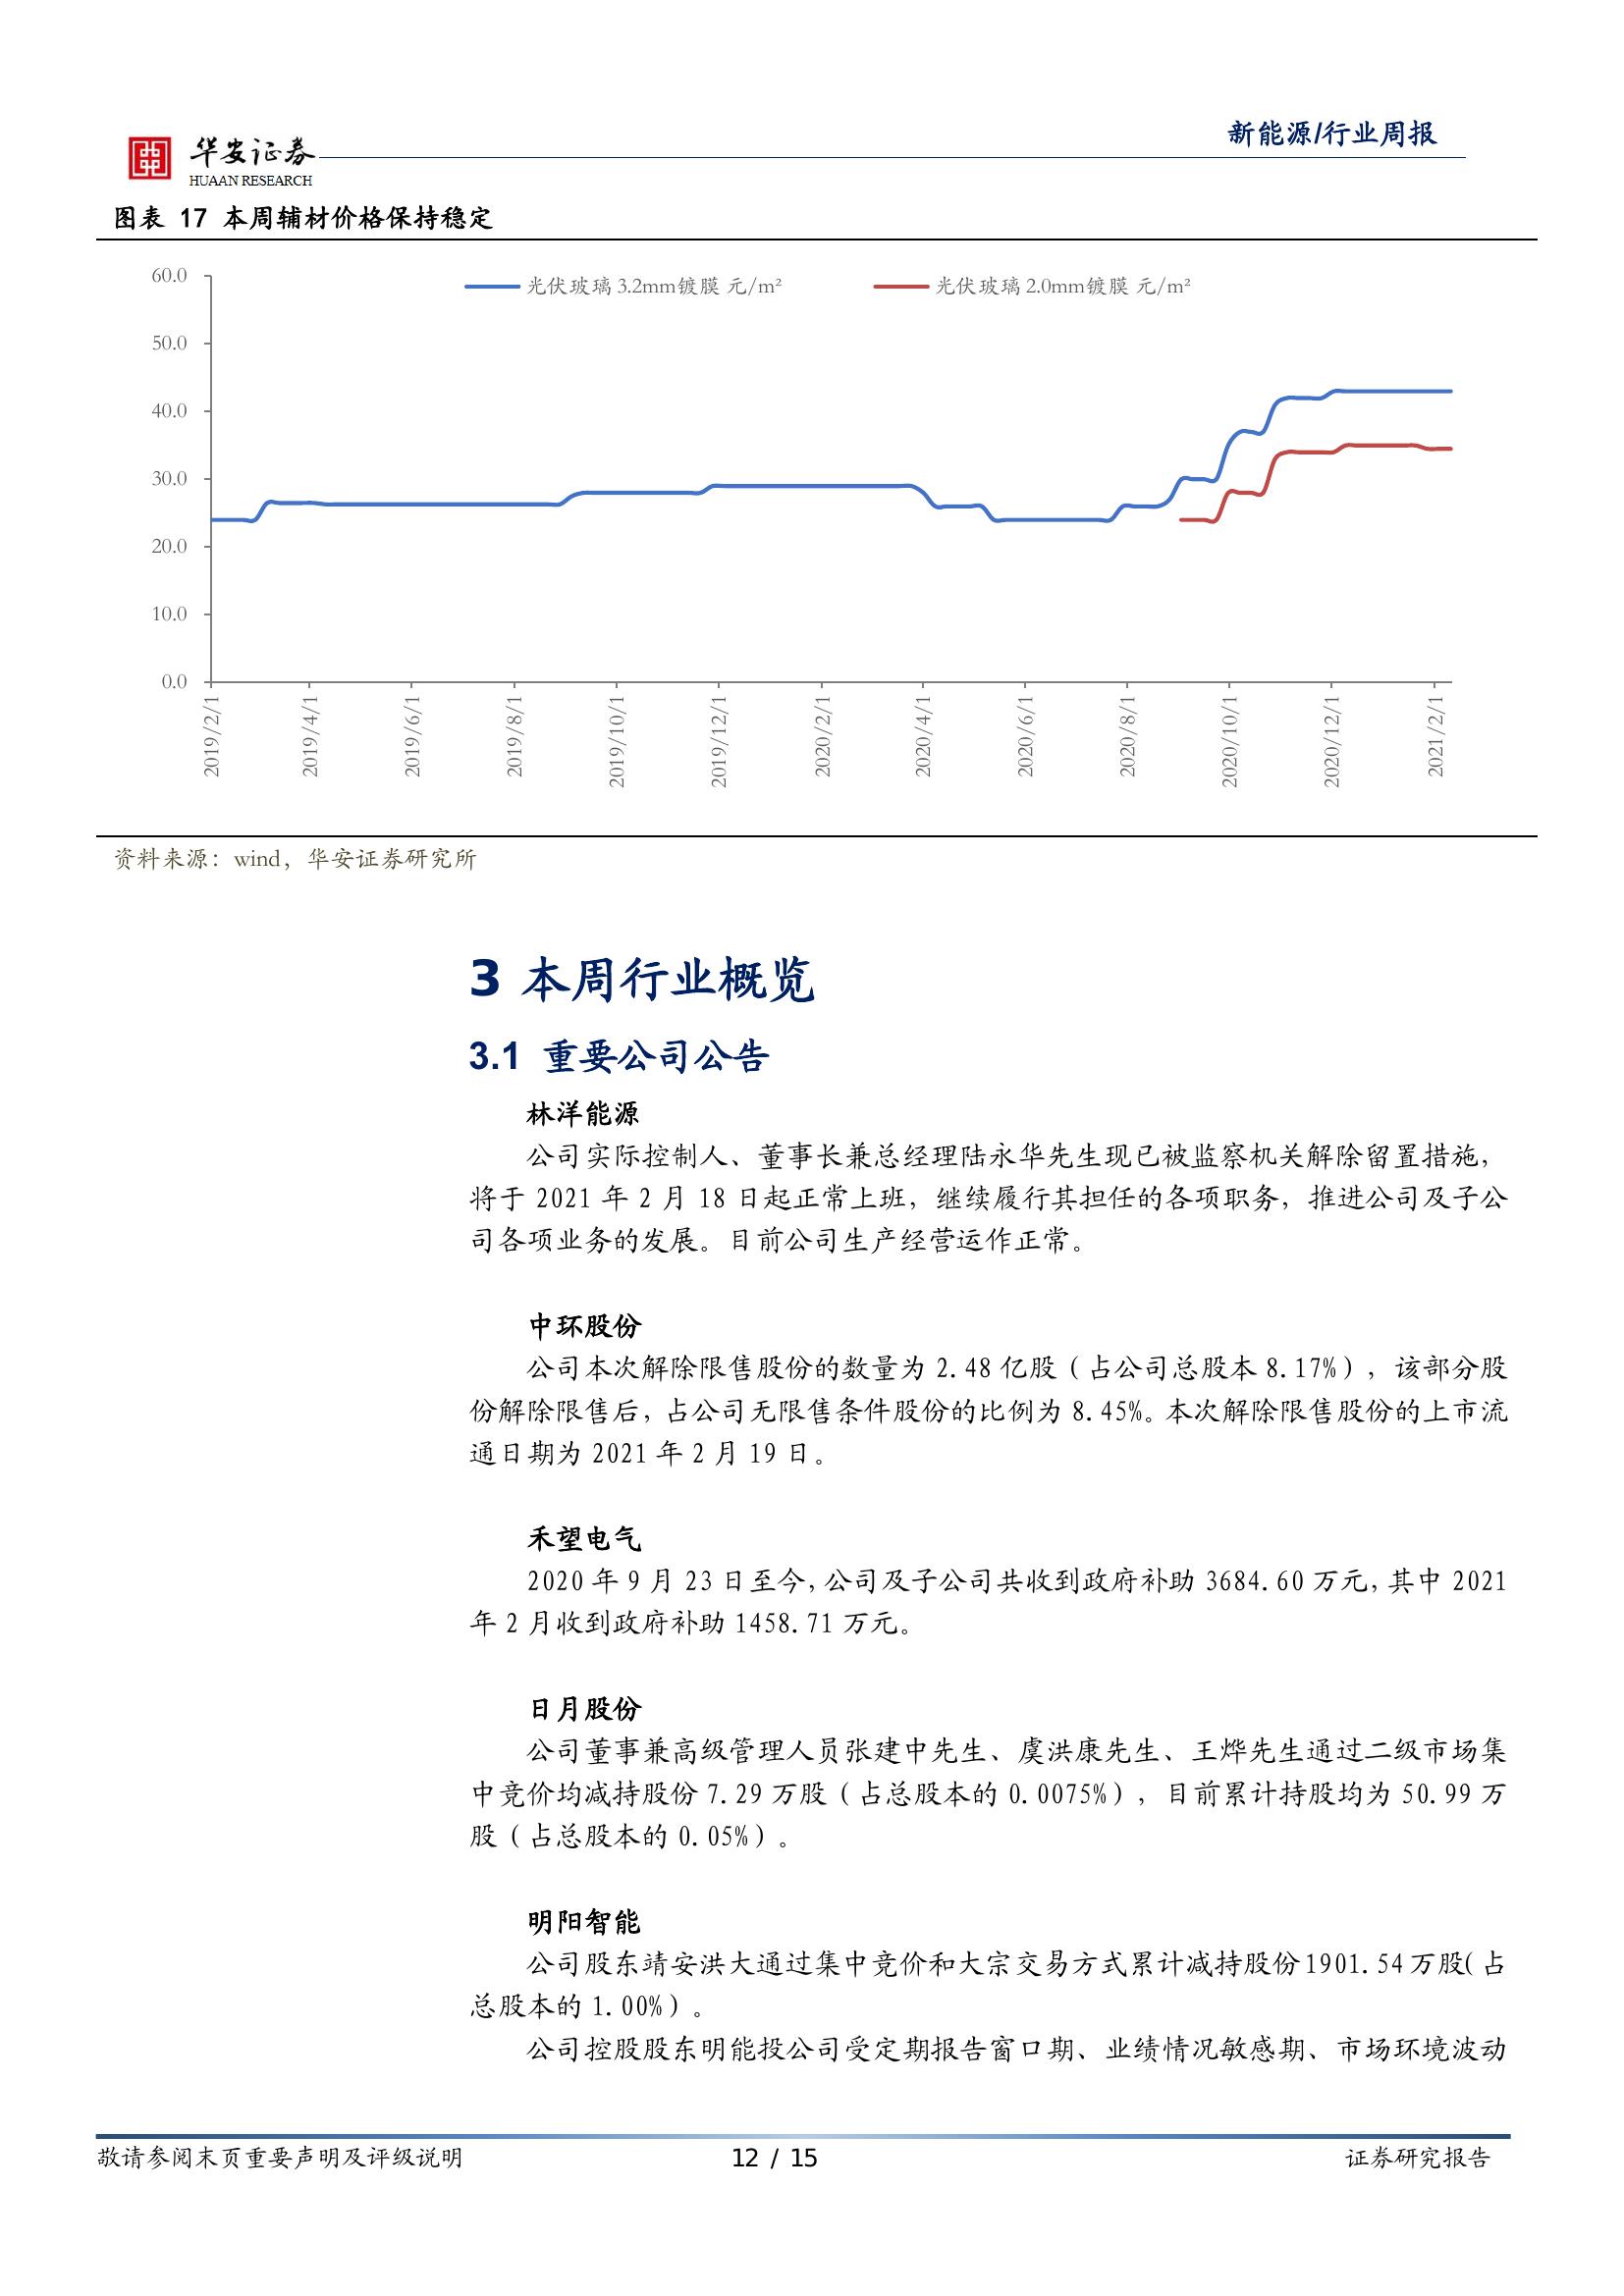 新能源/行业周报
华安证券
HUAAN RESEARCH
图表 17 本周辅材价格保持稳定
光伏玻璃 3.2mm镀膜 元/m²
光伏玻璃 2.0mm镀膜 元/m²
60.0
50.0
40.0
30.0
20.0
10.0
0.0
2019/2/1
2019/4/1
2019/6/1
2019/8/1
2019/10/1
2019/12/1
2020/2/1
2020/4/1
2020/6/1
2020/8/1
2020/10/1
2020/12/1
2021/2/1
资料来源：wind，华安证券研究所
3 本周行业概览
3.1 重要公司公告
林洋能源
公司实际控制人、董事长兼总经理陆永华先生现已被监察机关解除留置措施，
将于 2021 年 2 月 18 日起正常上班，继续履行其担任的各项职务，推进公司及子公
司各项业务的发展。目前公司生产经营运作正常。
中环股份
公司本次解除限售股份的数量为 2.48 亿股（占公司总股本 8.17%），该部分股
份解除限售后，占公司无限售条件股份的比例为 8.45%。本次解除限售股份的上市流
通日期为 2021 年 2 月 19 日。
禾望电气
2020 年 9 月 23 日至今，公司及子公司共收到政府补助 3684.60 万元，其中 2021
年 2 月收到政府补助 1458.71 万元。
日月股份
公司董事兼高级管理人员张建中先生、虞洪康先生、王烨先生通过二级市场集
中竞价均减持股份 7.29 万股（占总股本的 0.0075%），目前累计持股均为 50.99 万
股（占总股本的 0.05%）。
明阳智能
公司股东靖安洪大通过集中竞价和大宗交易方式累计减持股份 1901.54 万股（占
总股本的 1.00%）。
公司控股股东明能投公司受定期报告窗口期、业绩情况敏感期、市场环境波动
敬请参阅末页重要声明及评级说明
12 / 15
证券研究报告